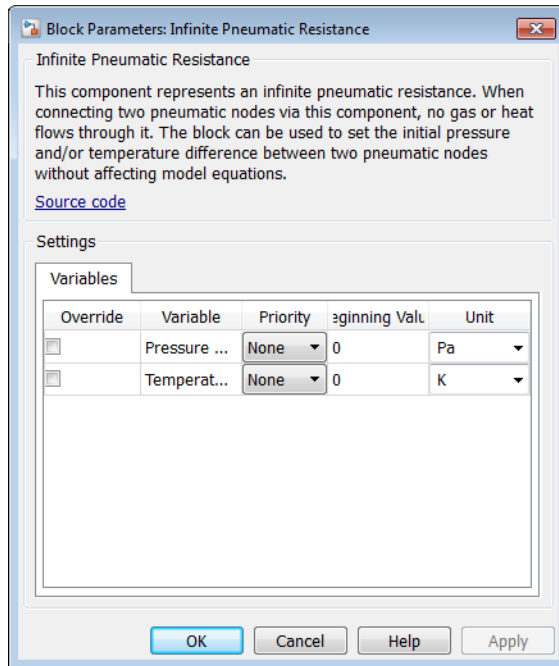 Block Parameters: Infinite Pneumatic Resistance
Infinite Pneumatic Resistance
This component represents an infinite pneumatic resistance. When
connecting two pneumatic nodes via this component, no gas or heat
flows through it. The block can be used to set the initial pressure
and/or temperature difference between two pneumatic nodes
without affecting model equations.
Source code
Settings
Variables
Override Variable Priority eginning Valu Unit
Pressure ... None 0 Pa
Temperat... None 0 K
OK Cancel Help Apply